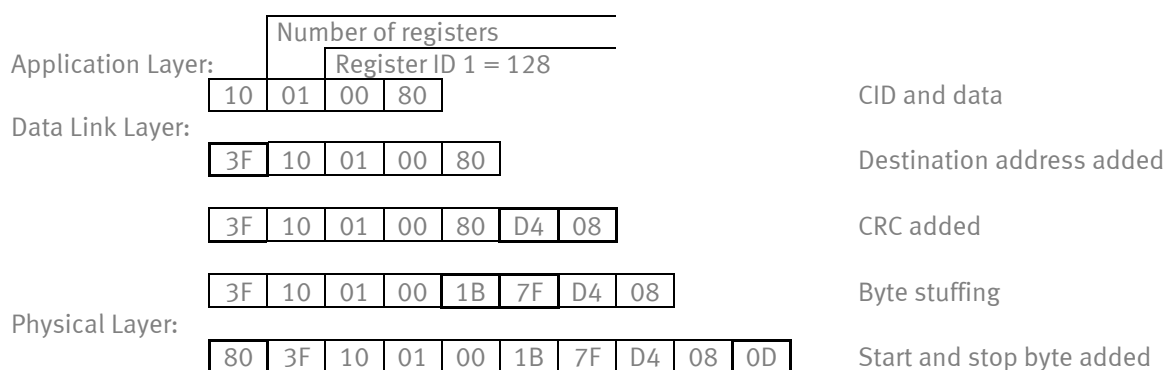 Number of registers
Application Layer: Register ID 1 = 128
10 01 00 80 CID and data
Data Link Layer:
3F 10 01 00 80 Destination address added
3F 10 01 00 80 D4 08 CRC added
3F 10 01 00 1B 7F D4 08 Byte stuffing
Physical Layer:
80 3F 10 01 00 1B 7F D4 08 0D Start and stop byte added